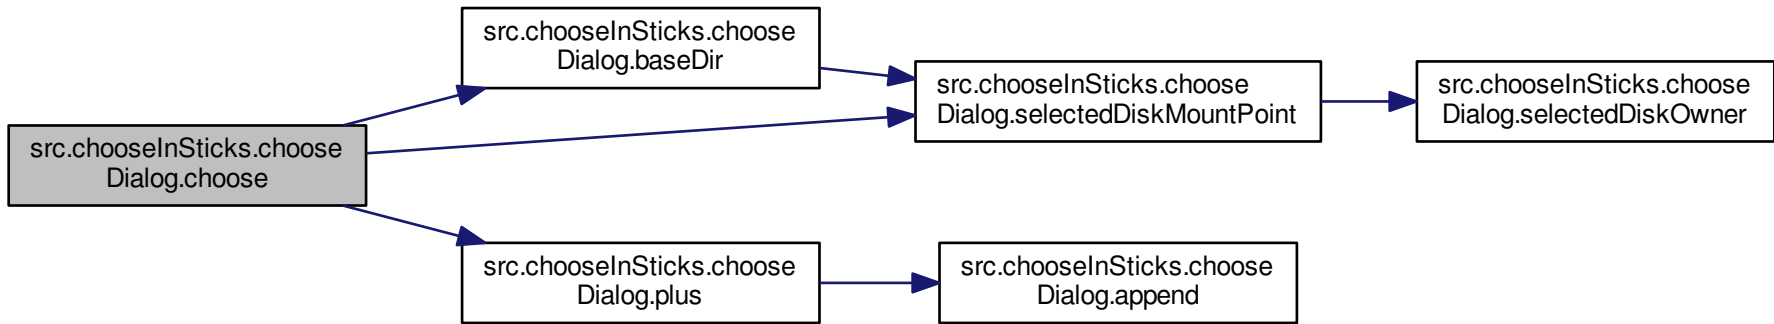 src.chooseInSticks.choose
Dialog.choose
src.chooseInSticks.choose
Dialog.baseDir
src.chooseInSticks.choose
Dialog.selectedDiskMountPoint
src.chooseInSticks.choose
Dialog.selectedDiskOwner
src.chooseInSticks.choose
Dialog.plus
src.chooseInSticks.choose
Dialog.append